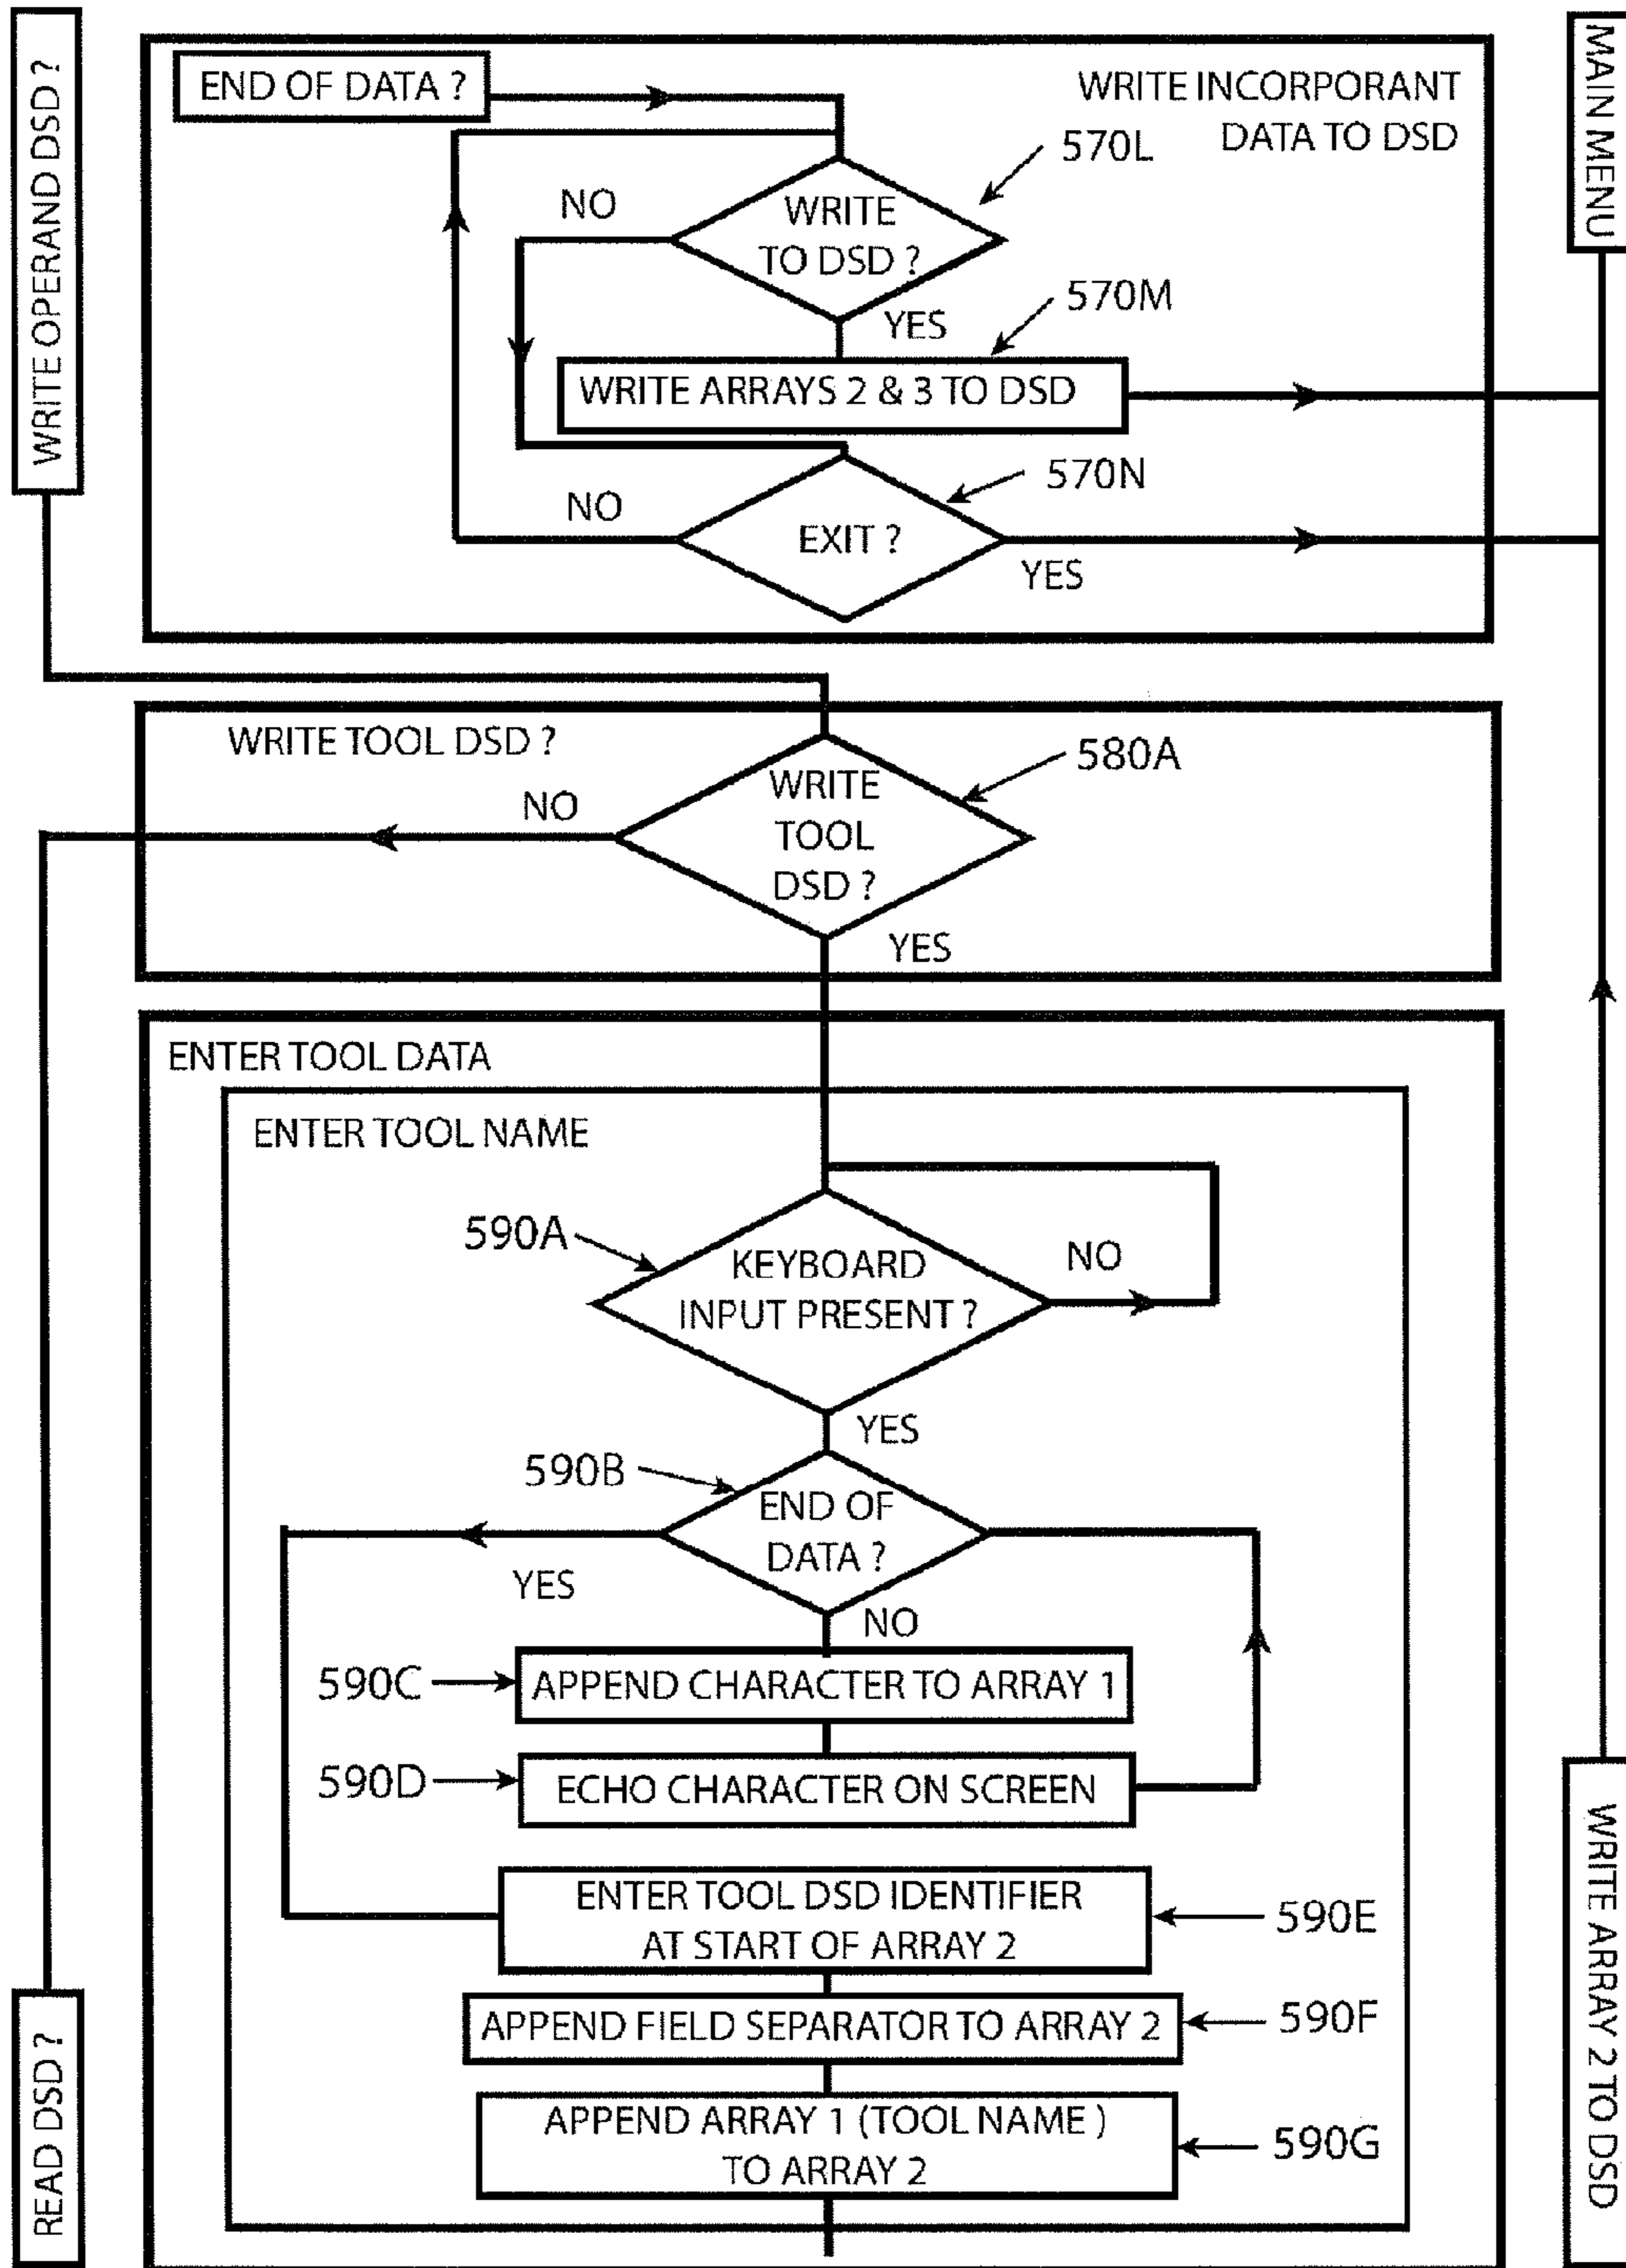 WRITE OPERAND DSD ?
MAIN MENU
END OF DATA ?
WRITE INCORPORANT
DATA TO DSD
570L
NO
WRITE
TO DSD ?
YES
570M
WRITE ARRAYS 2 & 3 TO DSD
570N
NO
EXIT ?
YES
WRITE TOOL DSD ?
580A
NO
WRITE
TOOL
DSD ?
YES
ENTER TOOL DATA
ENTER TOOL NAME
590A
KEYBOARD
INPUT PRESENT ?
NO
YES
590B
END OF
DATA ?
YES
NO
590C
APPEND CHARACTER TO ARRAY 1
590D
ECHO CHARACTER ON SCREEN
ENTER TOOL DSD IDENTIFIER
AT START OF ARRAY 2
590E
APPEND FIELD SEPARATOR TO ARRAY 2
590F
APPEND ARRAY 1 (TOOL NAME )
TO ARRAY 2
590G
READ DSD ?
WRITE ARRAY 2 TO DSD